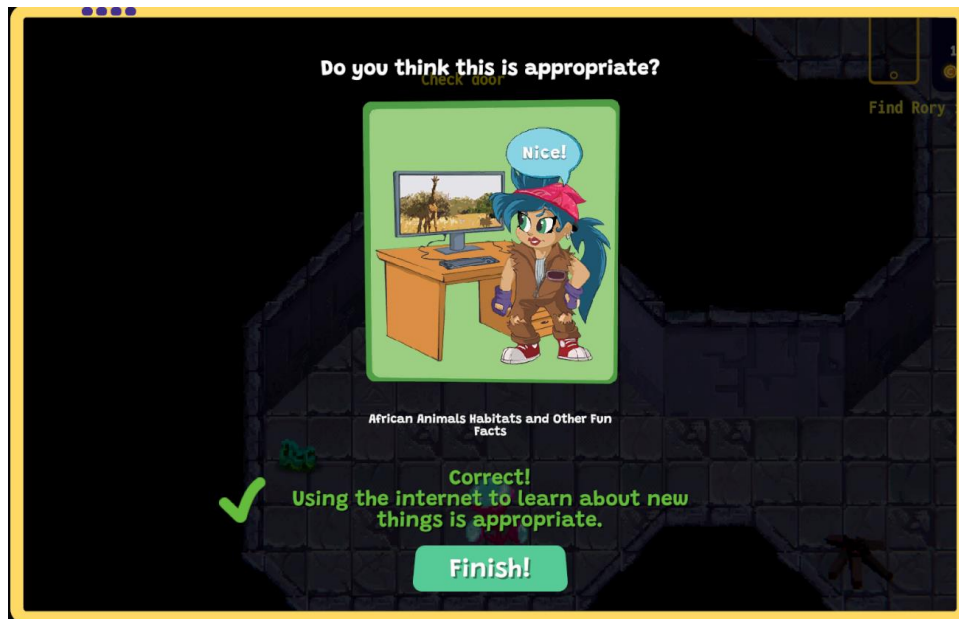 Do you think this is appropriate?
Check door
1
Find Rory
Nice!
African Animals Habitats and Other Fun
Facts
Correct!
Using the internet to learn about new
things is appropriate.
Finish!